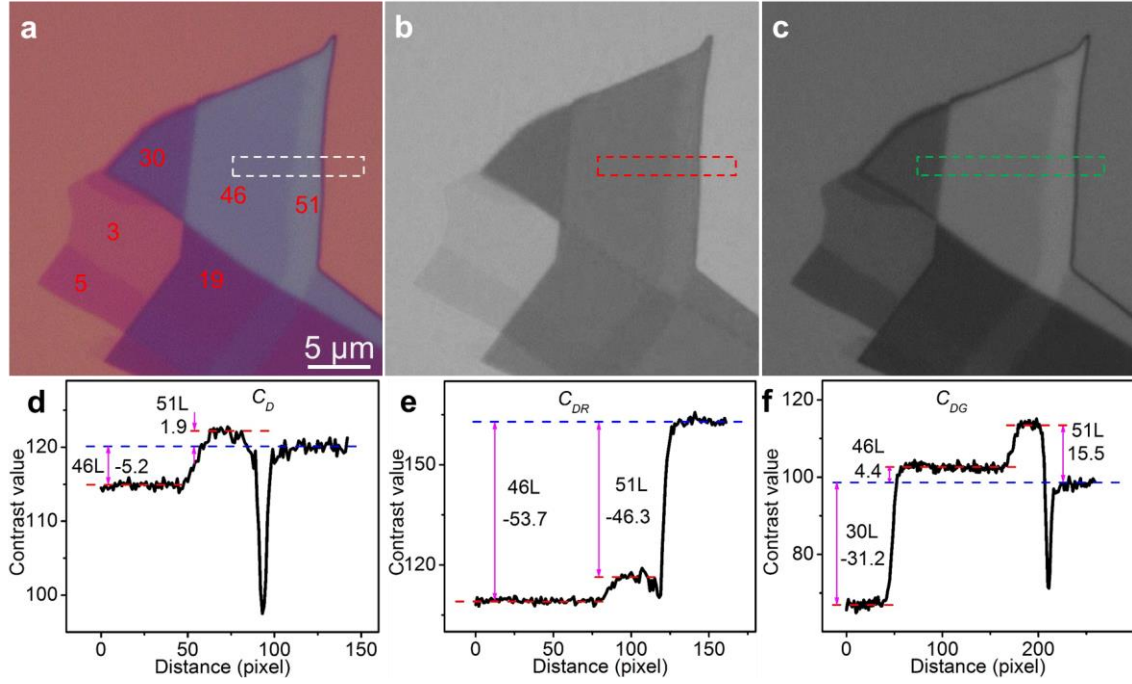 a
30
46
51
3
5
19
5 µm
b
c
d
C_D
51L
1.9
46L
-5.2
120
110
100
Contrast value
0
50
100
150
Distance (pixel)
e
C_DR
46L
-53.7
51L
-46.3
150
120
Contrast value
0
50
100
150
Distance (pixel)
f
C_DG
46L
4.4
51L
15.5
30L
-31.2
120
100
80
Contrast value
0
100
200
Distance (pixel)